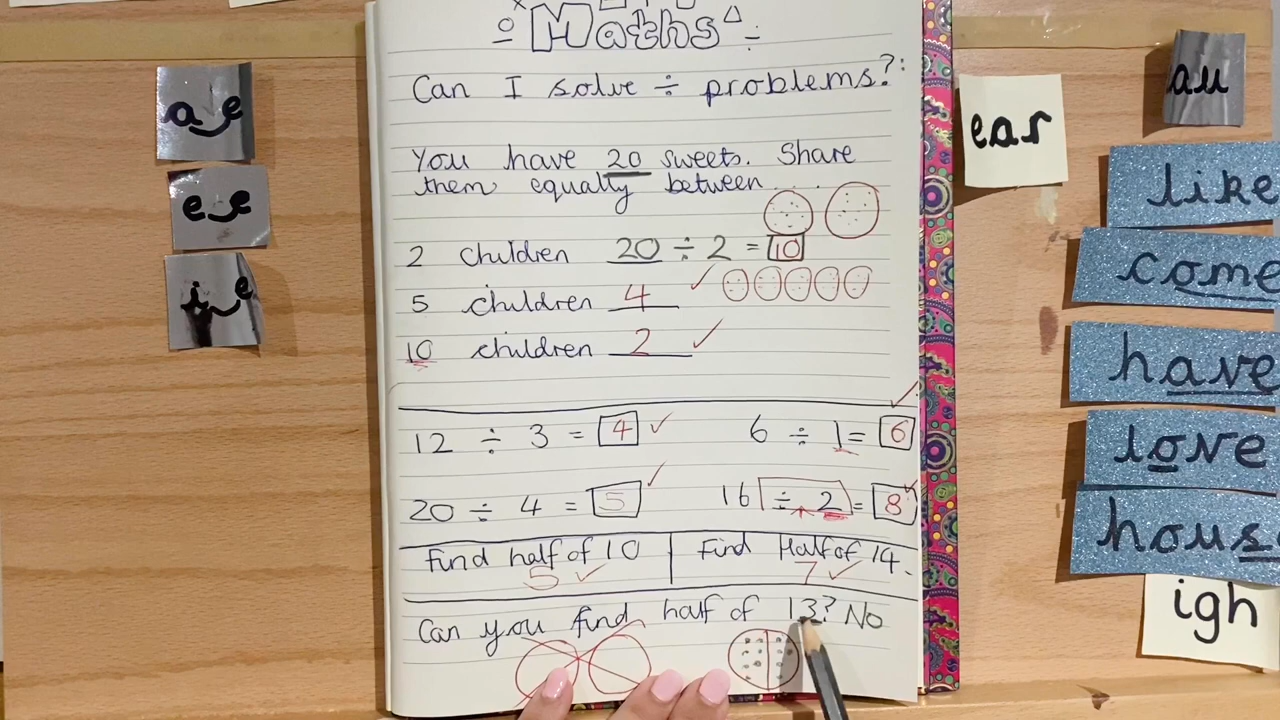 Maths
Can I solve ÷ problems?
You have 20 sweets. Share
them equally between...
2 children 20 ÷ 2 = 10
5 children 4 ✓
10 children 2 ✓
12 ÷ 3 = 4 ✓
6 ÷ 1 = 6 ✓
20 ÷ 4 = 5 ✓
16 ÷ 2 = 8 ✓
Find half of 10
5 ✓
Find Half of 14.
7 ✓
Can you find half of 13? No
a_e
e_e
i_e
ear
au
like
come
have
love
hous
igh